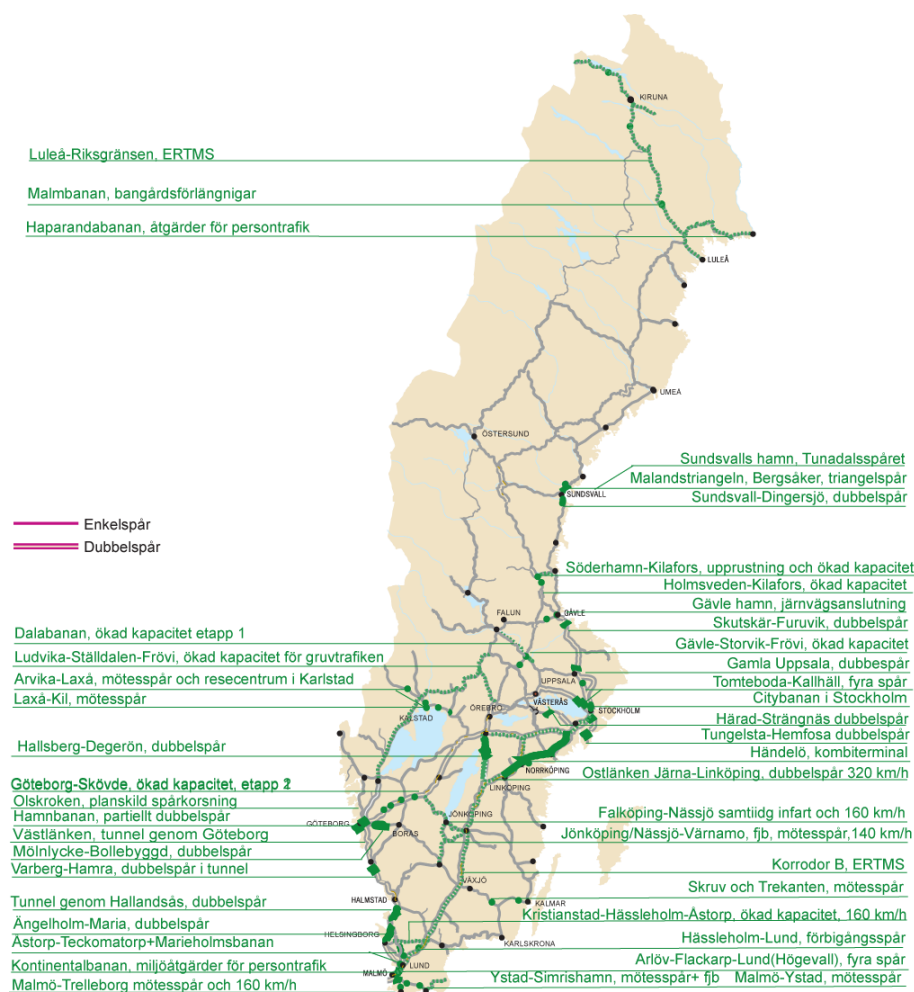 KIRUNA
Luleå-Riksgränsen, ERTMS
Malmbanan, bangårdsförlängnigar
Haparandabanan, åtgärder för persontrafik
LULEÅ
UMEÅ
ÖSTERSUND
Sundsvalls hamn, Tunadalsspåret
Malandstriangeln, Bergsåker, triangelspår
SUNDSVALL
Sundsvall-Dingersjö, dubbelspår
Enkelspår
Dubbelspår
Söderhamn-Kilafors, upprustning och ökad kapacitet
Holmsveden-Kilafors, ökad kapacitet
Gävle hamn, järnvägsanslutning
FALUN
GÄVLE
Skutskär-Furuvik, dubbelspår
Dalabanan, ökad kapacitet etapp 1
Gävle-Storvik-Frövi, ökad kapacitet
Ludvika-Ställdalen-Frövi, ökad kapacitet för gruvtrafiken
Gamla Uppsala, dubbespår
Arvika-Laxå, mötesspår och resecentrum i Karlstad
UPPSALA
Tomteboda-Kallhäll, fyra spår
Laxå-Kil, mötesspår
VÄSTERÅS
Citybanan i Stockholm
KALSTAD
ÖREBRO
STOCKHOLM
Härad-Strängnäs dubbelspår
Tungelsta-Hemfosa dubbelspår
Hallsberg-Degerön, dubbelspår
Händelö, kombiterminal
NORRKÖPING
Ostlänken Järna-Linköping, dubbelspår 320 km/h
LINKÖPING
Göteborg-Skövde, ökad kapacitet, etapp 2
Olskroken, planskild spårkorsning
Hamnbanan, partiellt dubbelspår
JÖNKÖPING
Falköping-Nässjö samtiidg infart och 160 km/h
GÖTEBORG
BORÅS
Västlänken, tunnel genom Göteborg
Jönköping/Nässjö-Värnamo, fjb, mötesspår,140 km/h
Mölnlycke-Bollebyggd, dubbelspår
Varberg-Hamra, dubbelspår i tunnel
Korrodor B, ERTMS
VÄXJÖ
Skruv och Trekanten, mötesspår
Tunnel genom Hallandsås, dubbelspår
HALMSTAD
KALMAR
Kristianstad-Hässleholm-Åstorp, ökad kapacitet, 160 km/h
Ängelholm-Maria, dubbelspår
HELSINGBORG
KARLSKRONA
Hässleholm-Lund, förbigångsspår
Åstorp-Teckomatorp+Marieholmsbanan
Arlöv-Flackarp-Lund(Högevall), fyra spår
Kontinentalbanan, miljöåtgärder för persontrafik
LUND
MALMÖ
Ystad-Simrishamn, mötesspår+ fjb
Malmö-Ystad, mötesspår
Malmö-Trelleborg mötesspår och 160 km/h